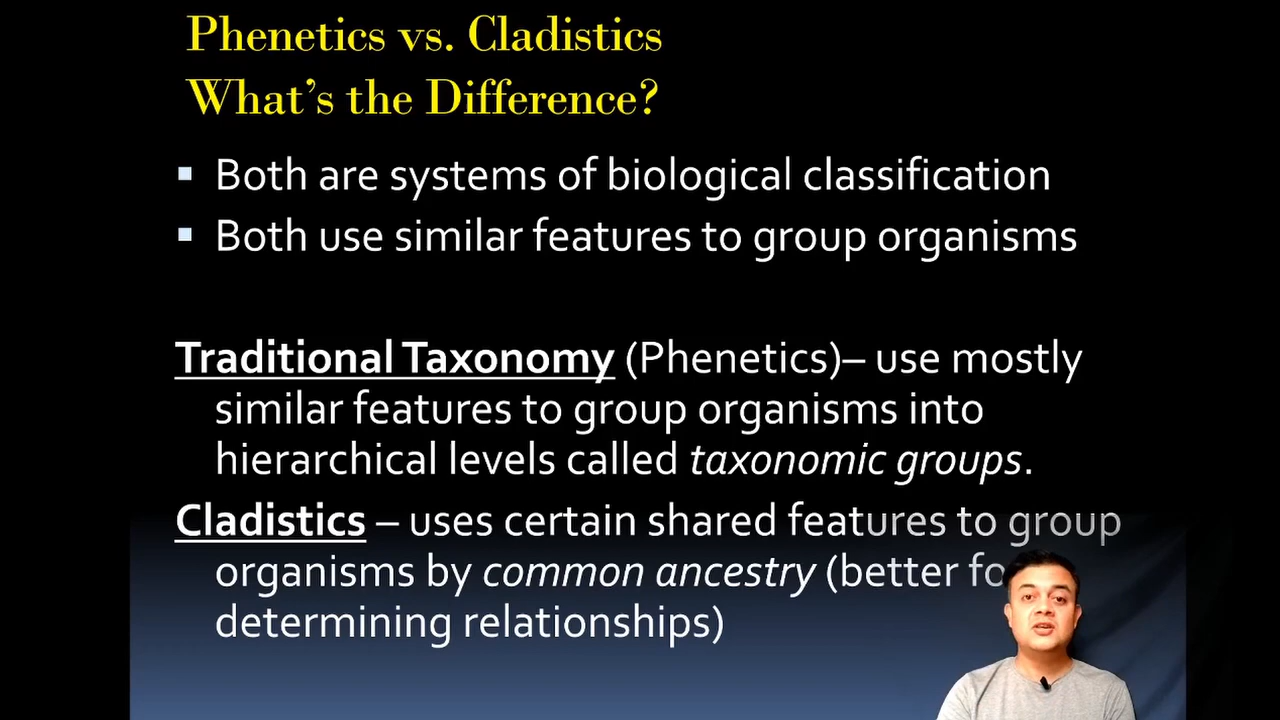 Phenetics vs. Cladistics
What's the Difference?
▪ Both are systems of biological classification
▪ Both use similar features to group organisms
Traditional Taxonomy (Phenetics)– use mostly
similar features to group organisms into
hierarchical levels called taxonomic groups.
Cladistics – uses certain shared features to group
organisms by common ancestry (better
determining relationships)